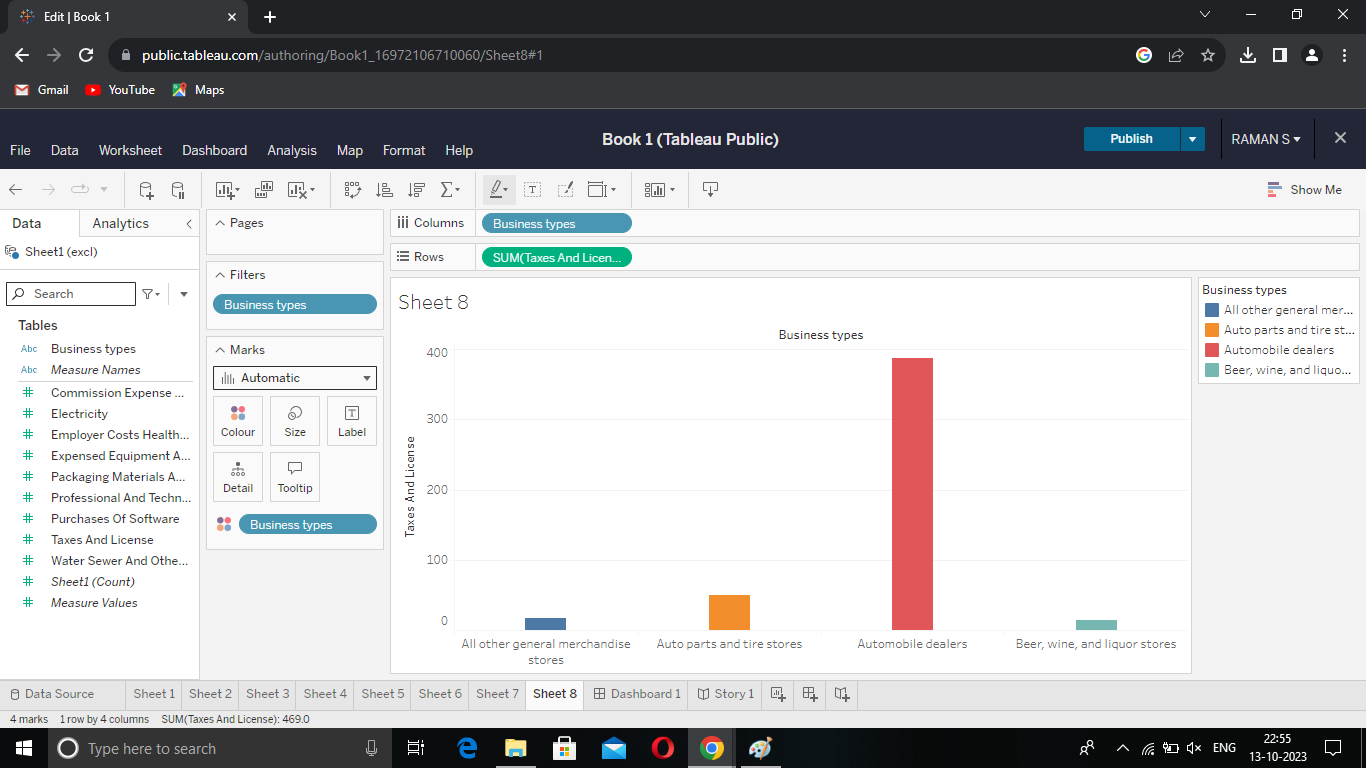 Edit | Book 1
public.tableau.com/authoring/Book1_16972106710060/Sheet8#1
Gmail YouTube Maps
Book 1 (Tableau Public)
Publish RAMAN S
File Data Worksheet Dashboard Analysis Map Format Help
Show Me
Data Analytics
Pages
Columns Business types
Sheet1 (excl)
Rows SUM(Taxes And Licen...
Filters
Business types
Search
Tables
Abc Business types
Abc Measure Names
Commission Expense ...
Electricity
Employer Costs Health...
Expensed Equipment A...
Packaging Materials A...
Professional And Techn...
Purchases Of Software
Taxes And License
Water Sewer And Othe...
Sheet1 (Count)
Measure Values
Marks
Automatic
Colour Size Label
Detail Tooltip
Business types
Sheet 8
Business types
400
300
200
100
0
Taxes And License
All other general merchandise stores
Auto parts and tire stores
Automobile dealers
Beer, wine, and liquor stores
Business types
All other general mer...
Auto parts and tire st...
Automobile dealers
Beer, wine, and liquo...
Data Source Sheet 1 Sheet 2 Sheet 3 Sheet 4 Sheet 5 Sheet 6 Sheet 7 Sheet 8 Dashboard 1 Story 1
4 marks 1 row by 4 columns SUM(Taxes And License): 469.0
Type here to search
ENG
22:55
13-10-2023